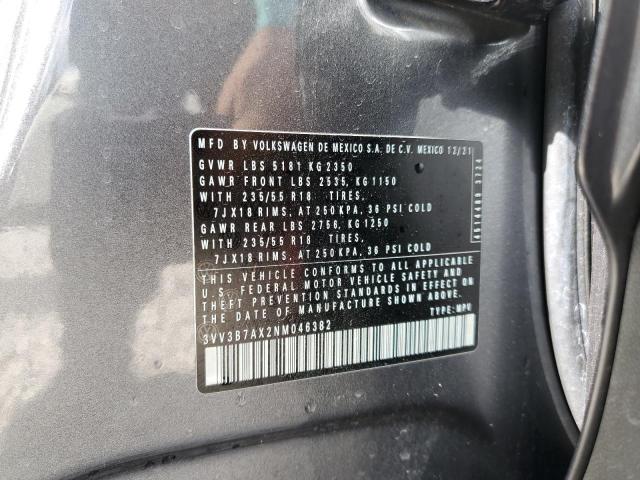 MFD BY VOLKSWAGEN DE MEXICO S.A. DE C.V. MEXICO 12/21
GVWR LBS 5181 KG 2350
GAWR FRONT LBS 2535, KG 1150
WITH 235/55 R18 TIRES,
7JX18 RIMS, AT 250 KPA, 36 PSI COLD
GAWR REAR LBS 2756, KG 1250
WITH 235/55 R18 TIRES,
7JX18 RIMS, AT 250 KPA, 36 PSI COLD
THIS VEHICLE CONFORMS TO ALL APPLICABLE
U.S. FEDERAL MOTOR VEHICLE SAFETY AND
THEFT PREVENTION STANDARDS IN EFFECT ON
THE DATE OF MANUFACTURE SHOWN ABOVE.
3VV3B7AX2NM046382 TYPE: MPV